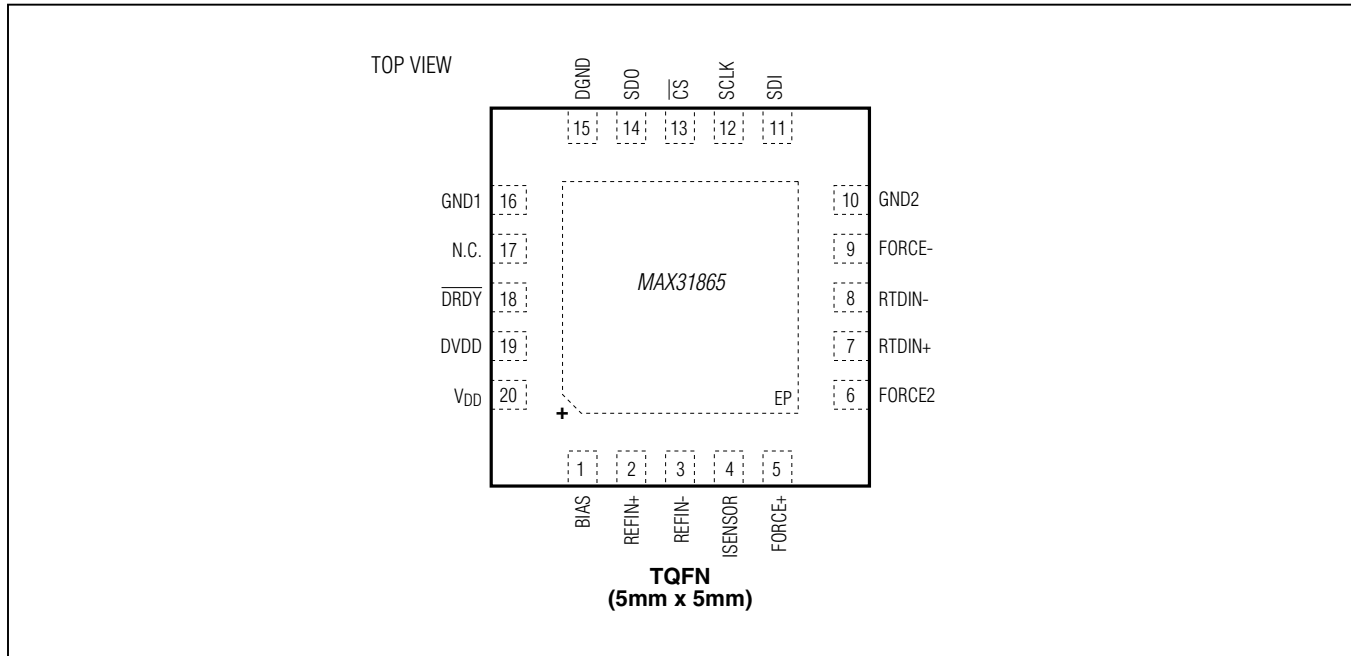 TOP VIEW
DGND
SDO
CS
SCLK
SDI
15
14
13
12
11
GND1 16
N.C. 17
DRDY 18
DVDD 19
VDD 20
10 GND2
9 FORCE-
8 RTDIN-
7 RTDIN+
6 FORCE2
MAX31865
EP
+
1
2
3
4
5
BIAS
REFIN+
REFIN-
ISENSOR
FORCE+
TQFN
(5mm x 5mm)